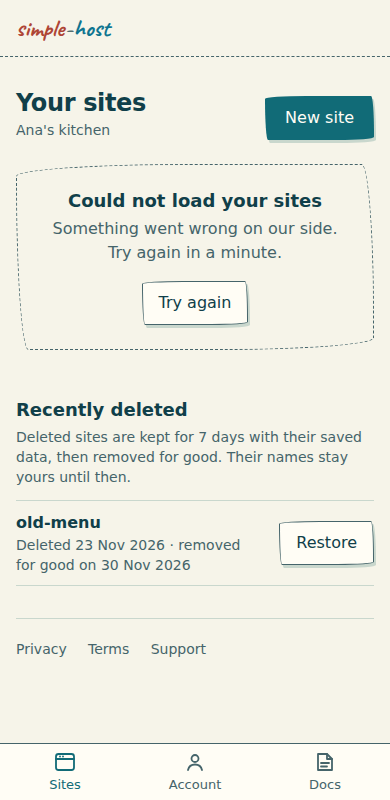 simple-host
Your sites
Ana's kitchen
New site
Could not load your sites
Something went wrong on our side.
Try again in a minute.
Try again
Recently deleted
Deleted sites are kept for 7 days with their saved
data, then removed for good. Their names stay
yours until then.
old-menu
Deleted 23 Nov 2026 · removed
for good on 30 Nov 2026
Restore
Privacy Terms Support
Sites Account Docs